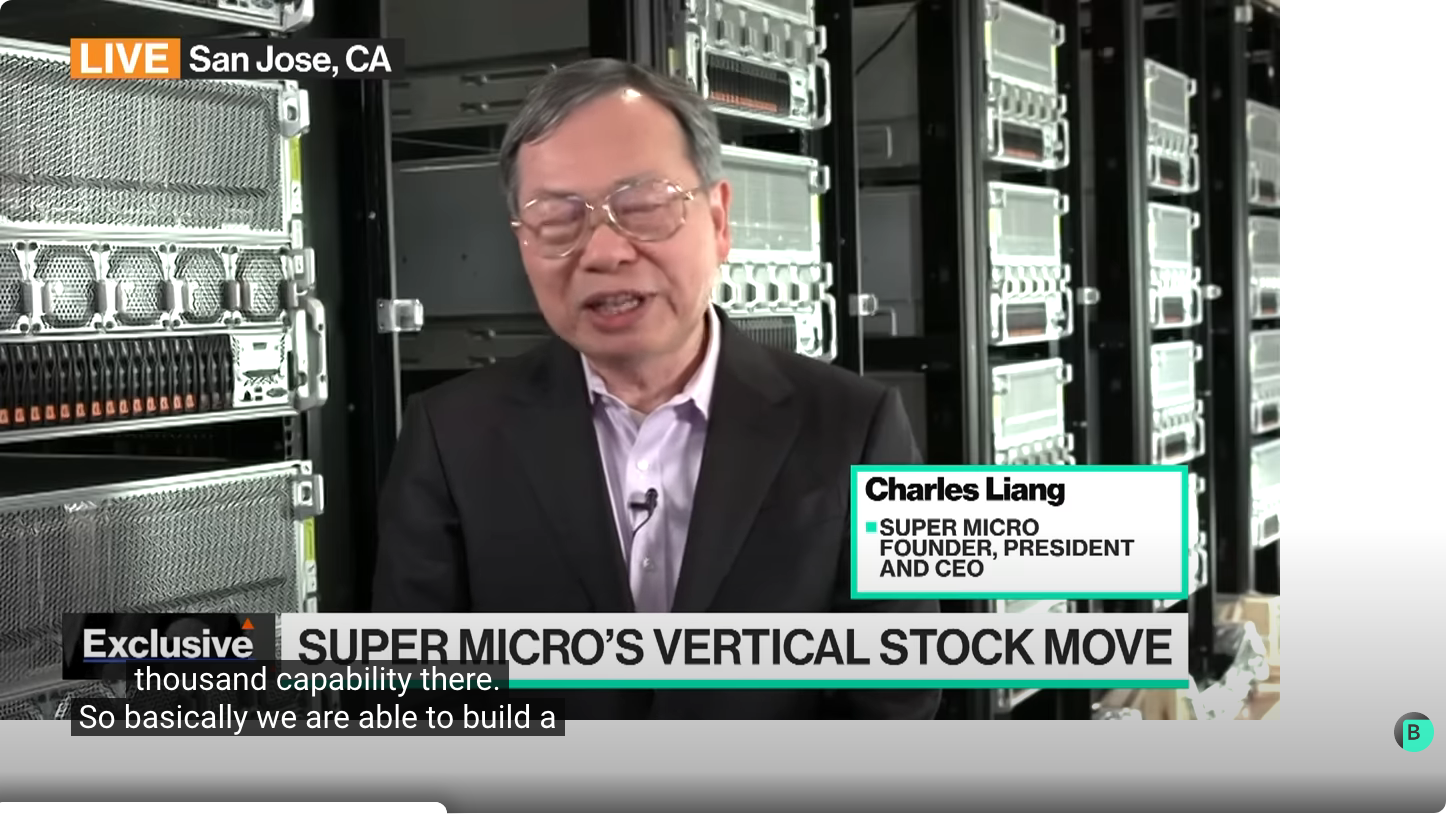 LIVE San Jose, CA
Charles Liang
SUPER MICRO
FOUNDER, PRESIDENT
AND CEO
Exclusive
SUPER MICRO'S VERTICAL STOCK MOVE
thousand capability there.
So basically we are able to build a
B